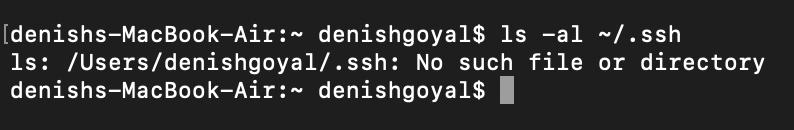 [denishs-MacBook-Air:~ denishgoyal$ ls -al ~/.ssh
ls: /Users/denishgoyal/.ssh: No such file or directory
denishs-MacBook-Air:~ denishgoyal$